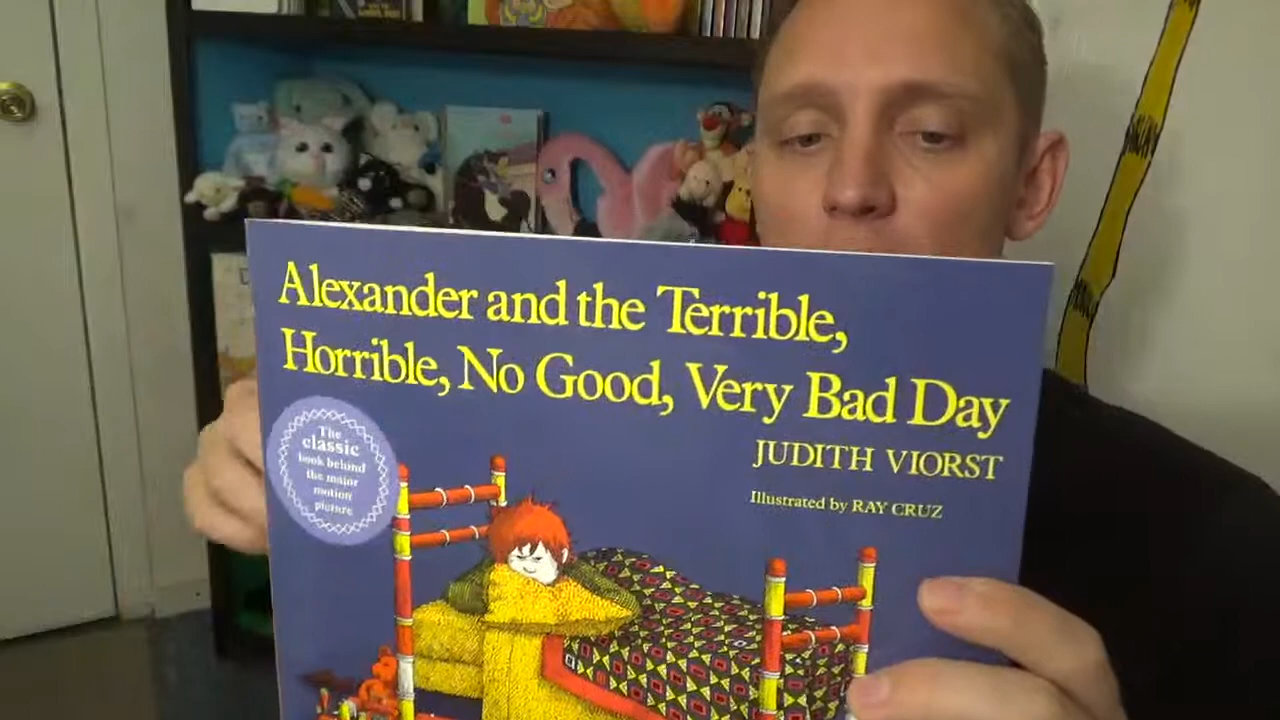 Alexander and the Terrible,
Horrible, No Good, Very Bad Day
JUDITH VIORST
Illustrated by RAY CRUZ
The
classic
book behind
the major
motion
picture